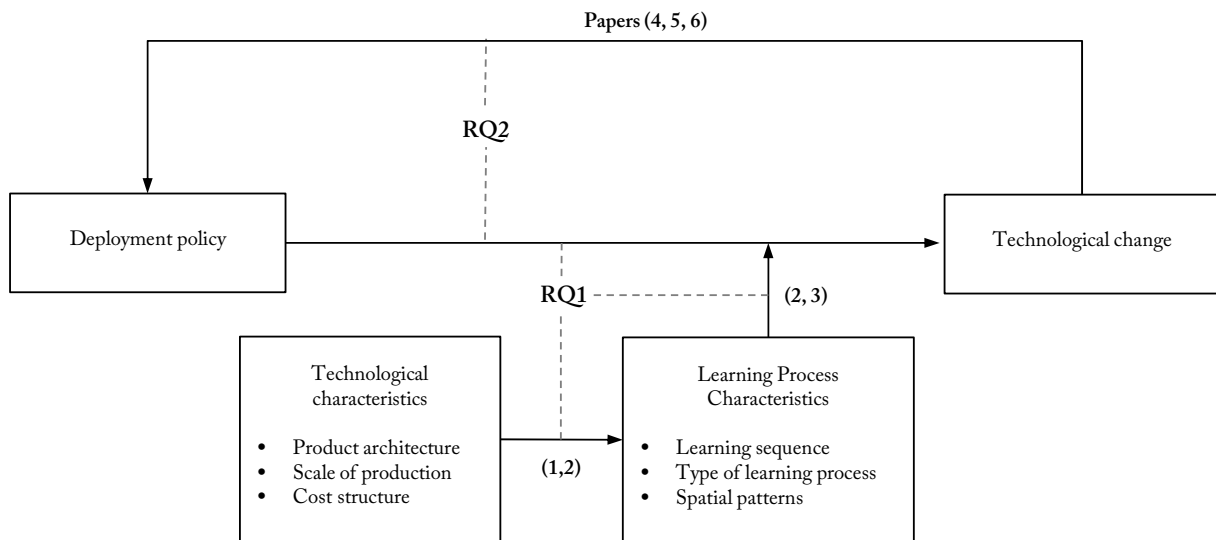 Papers (4, 5, 6)
RQ2
Deployment policy
Technological change
RQ1
(2, 3)
Technological
characteristics
• Product architecture
• Scale of production
• Cost structure
(1,2)
Learning Process
Characteristics
• Learning sequence
• Type of learning process
• Spatial patterns